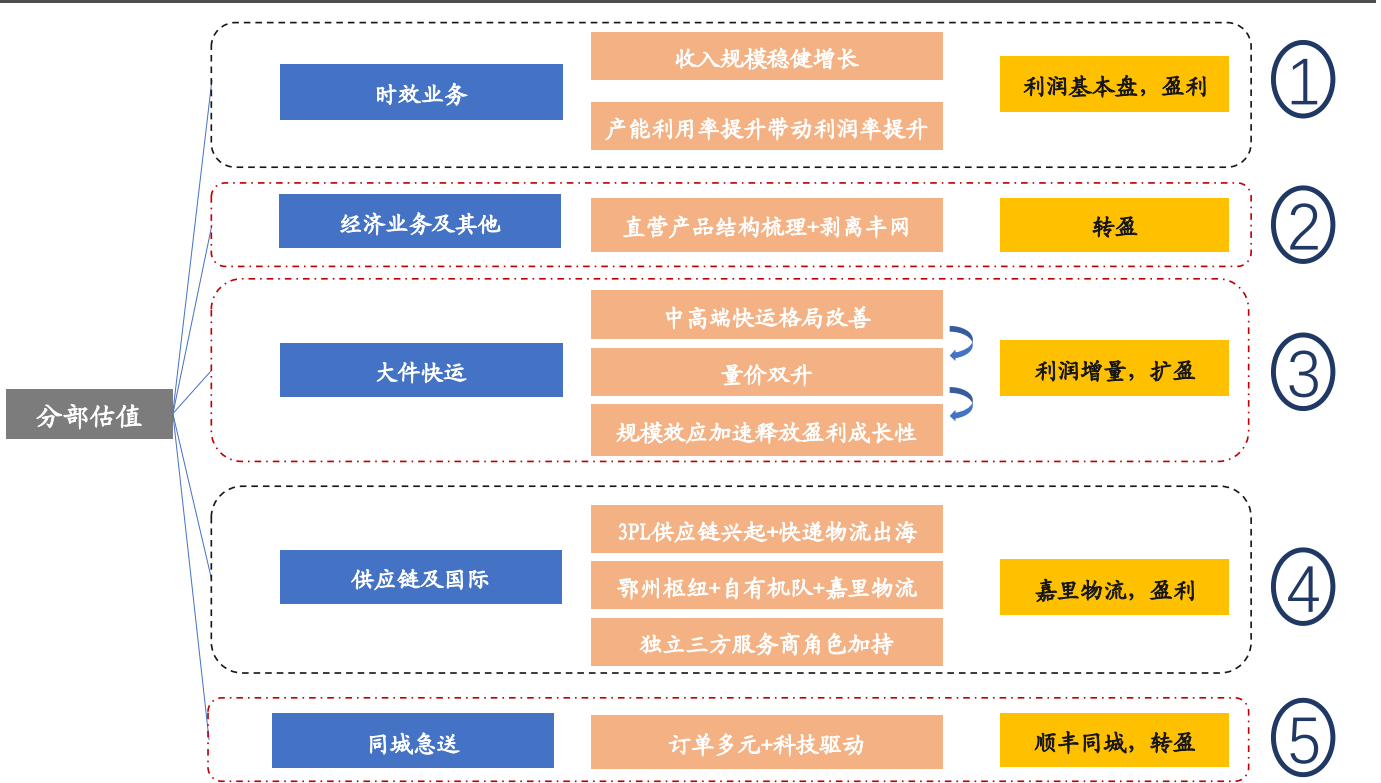 分部估值
时效业务
收入规模稳健增长
产能利用率提升带动利润率提升
利润基本盘，盈利
①
经济业务及其他
直营产品结构梳理+剥离丰网
转盈
②
大件快运
中高端快运格局改善
量价双升
规模效应加速释放盈利成长性
利润增量，扩盈
③
供应链及国际
3PL供应链兴起+快递物流出海
鄂州枢纽+自有机队+嘉里物流
独立三方服务商角色加持
嘉里物流，盈利
④
同城急送
订单多元+科技驱动
顺丰同城，转盈
⑤